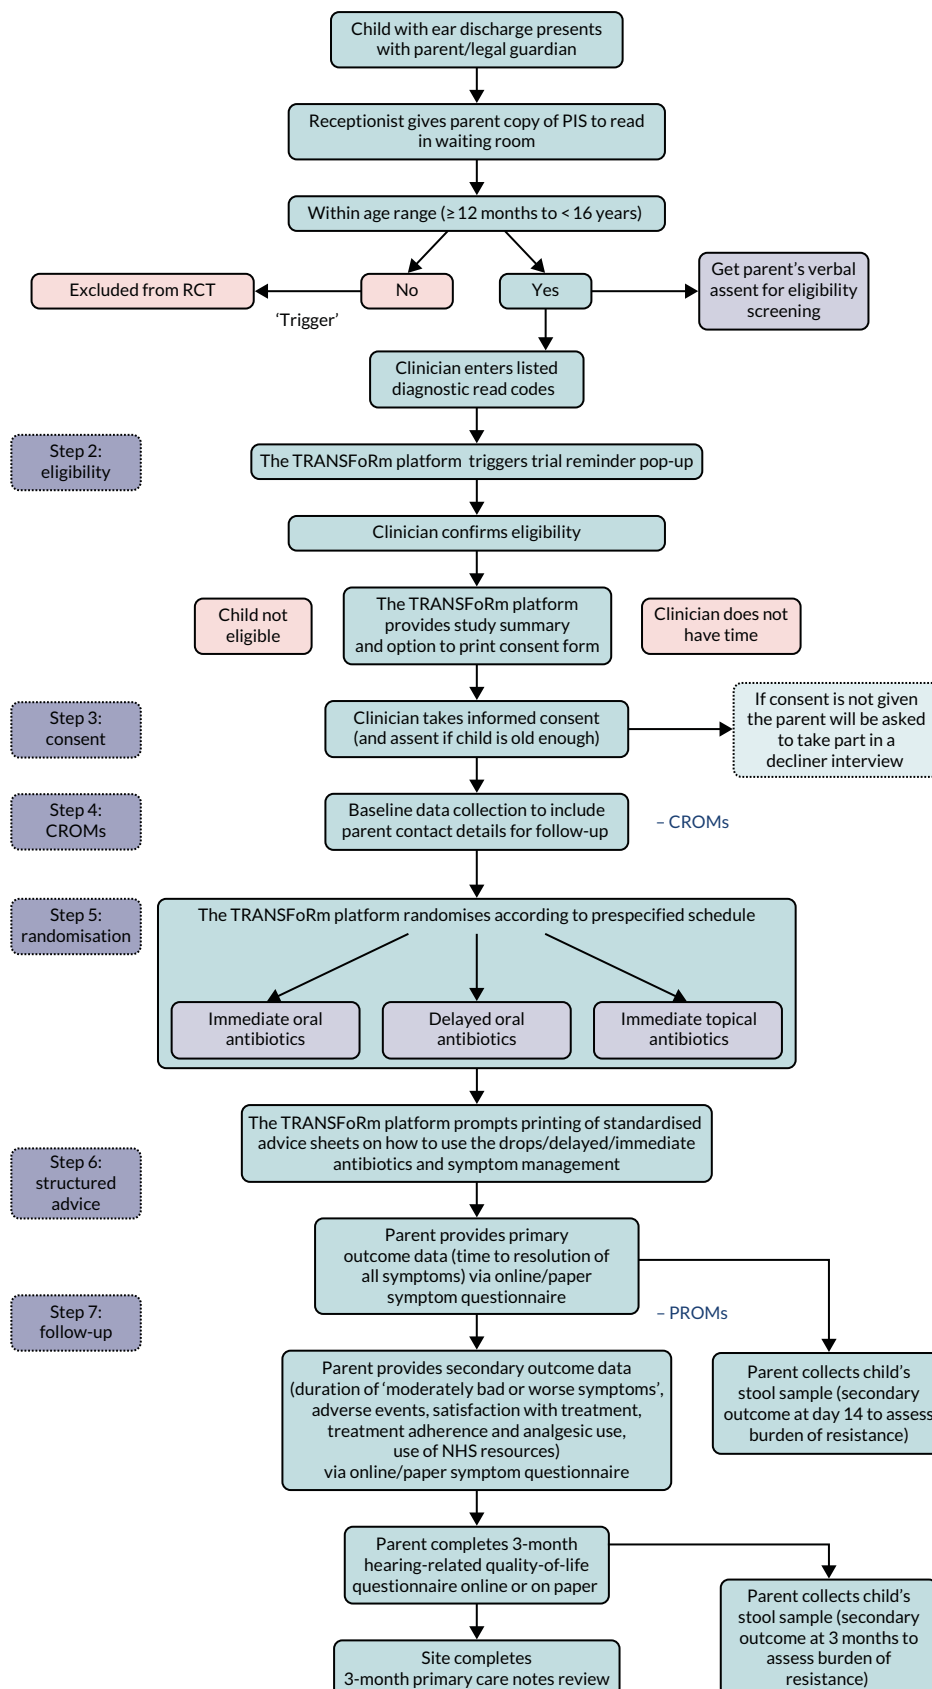 Child with ear discharge presents
with parent/legal guardian
Receptionist gives parent copy of PIS to read
in waiting room
Within age range (≥ 12 months to < 16 years)
Excluded from RCT
No
Yes
Get parent's verbal
assent for eligibility
screening
'Trigger'
Clinician enters listed
diagnostic read codes
Step 2:
eligibility
The TRANSFoRm platform triggers trial reminder pop-up
Clinician confirms eligibility
Child not
eligible
The TRANSFoRm platform
provides study summary
and option to print consent form
Clinician does not
have time
Step 3:
consent
Clinician takes informed consent
(and assent if child is old enough)
If consent is not given
the parent will be asked
to take part in a
decliner interview
Step 4:
CROMs
Baseline data collection to include
parent contact details for follow-up
– CROMs
Step 5:
randomisation
The TRANSFoRm platform randomises according to prespecified schedule
Immediate oral
antibiotics
Delayed oral
antibiotics
Immediate topical
antibiotics
The TRANSFoRm platform prompts printing of standardised
advice sheets on how to use the drops/delayed/immediate
antibiotics and symptom management
Step 6:
structured
advice
Parent provides primary
outcome data (time to resolution of
all symptoms) via online/paper
symptom questionnaire
Step 7:
follow-up
– PROMs
Parent provides secondary outcome data
(duration of 'moderately bad or worse symptoms',
adverse events, satisfaction with treatment,
treatment adherence and analgesic use,
use of NHS resources)
via online/paper symptom questionnaire
Parent collects child's
stool sample (secondary
outcome at day 14 to assess
burden of resistance)
Parent completes 3-month
hearing-related quality-of-life
questionnaire online or on paper
Parent collects child's
stool sample (secondary
outcome at 3 months to
assess burden of
resistance)
Site completes
3-month primary care notes review